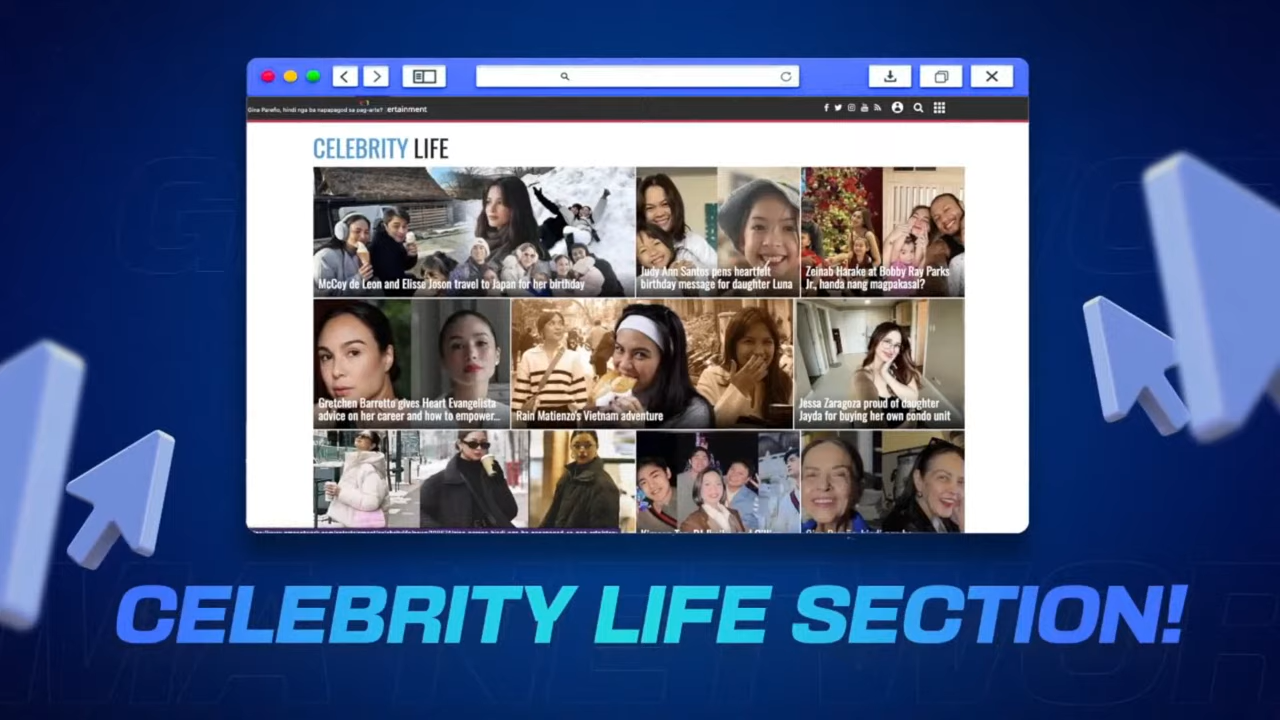 Gina Pareño, hindi nga ba napapagod sa pag-arte? ertainment
CELEBRITY LIFE
McCoy de Leon and Elisse Joson travel to Japan for her birthday
Judy Ann Santos pens heartfelt
birthday message for daughter Luna
Zeinab Harake at Bobby Ray Parks
Jr., handa nang magpakasal?
Gretchen Barretto gives Heart Evangelista
advice on her career and how to empower...
Rain Matienzo's Vietnam adventure
Jessa Zaragoza proud of daughter
Jayda for buying her own condo unit
CELEBRITY LIFE SECTION!